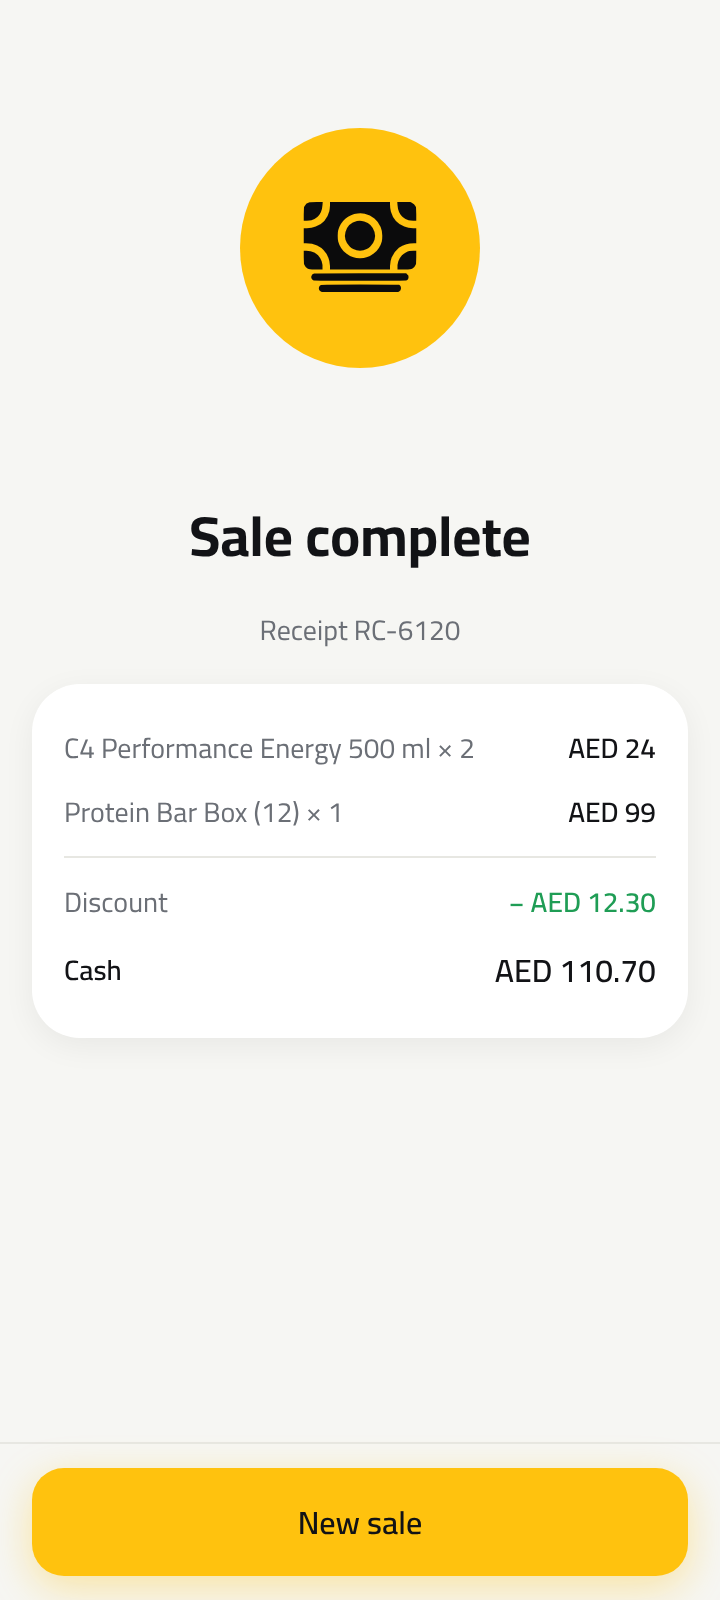 Sale complete
Receipt RC-6120
C4 Performance Energy 500 ml × 2 AED 24
Protein Bar Box (12) × 1 AED 99
Discount – AED 12.30
Cash AED 110.70
New sale